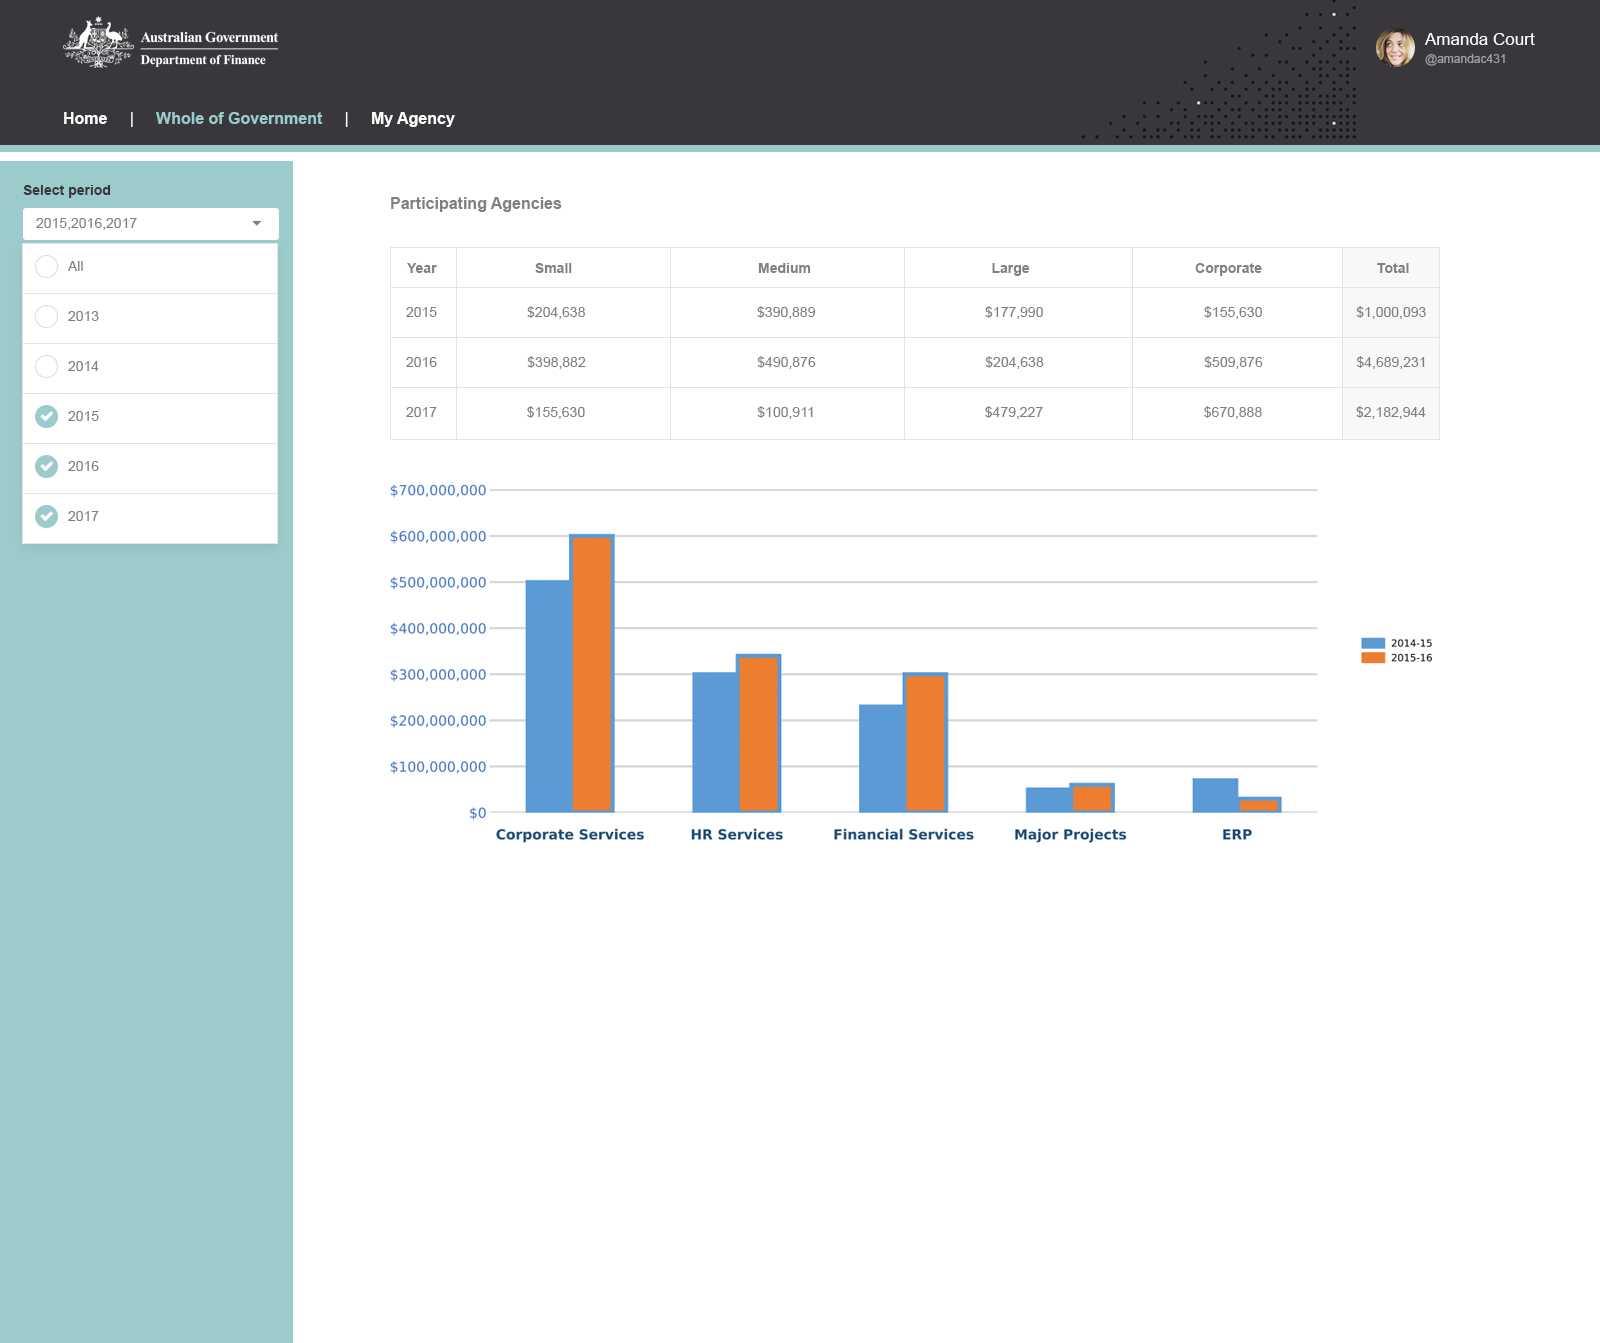 Australian Government
Department of Finance
Amanda Court
@amandac431
Home | Whole of Government | My Agency
Select period
2015,2016,2017
All
2013
2014
2015
2016
2017
Participating Agencies
Year Small Medium Large Corporate Total
2015 $204,638 $390,889 $177,990 $155,630 $1,000,093
2016 $398,882 $490,876 $204,638 $509,876 $4,689,231
2017 $155,630 $100,911 $479,227 $670,888 $2,182,944
$700,000,000
$600,000,000
$500,000,000
$400,000,000
$300,000,000
$200,000,000
$100,000,000
$0
Corporate Services HR Services Financial Services Major Projects ERP
2014-15
2015-16